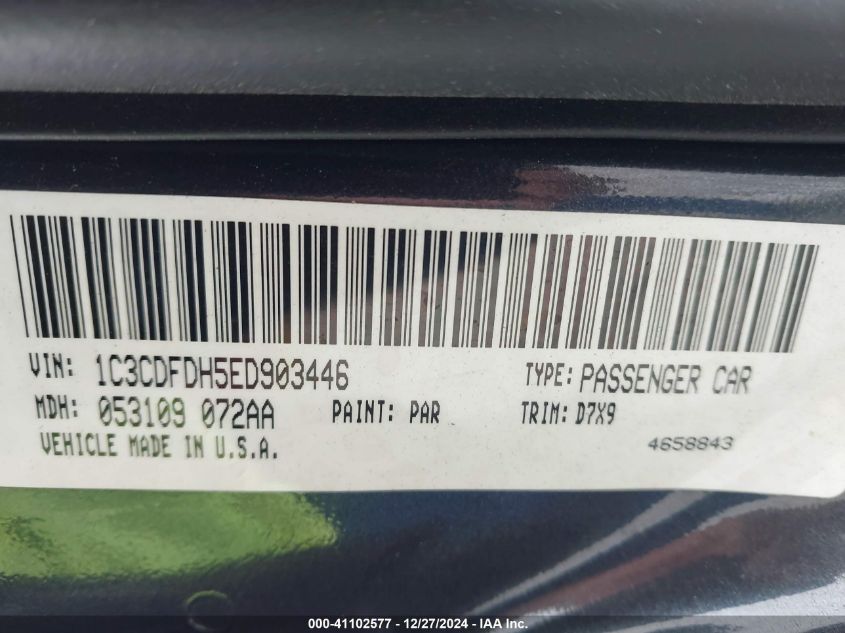 VIN: 1C3CDFDH5ED903446 TYPE: PASSENGER CAR
MDH: 053109 072AA PAINT: PAR TRIM: D7X9
VEHICLE MADE IN U.S.A. 4658843
000-41102577 - 12/27/2024 - IAA Inc.